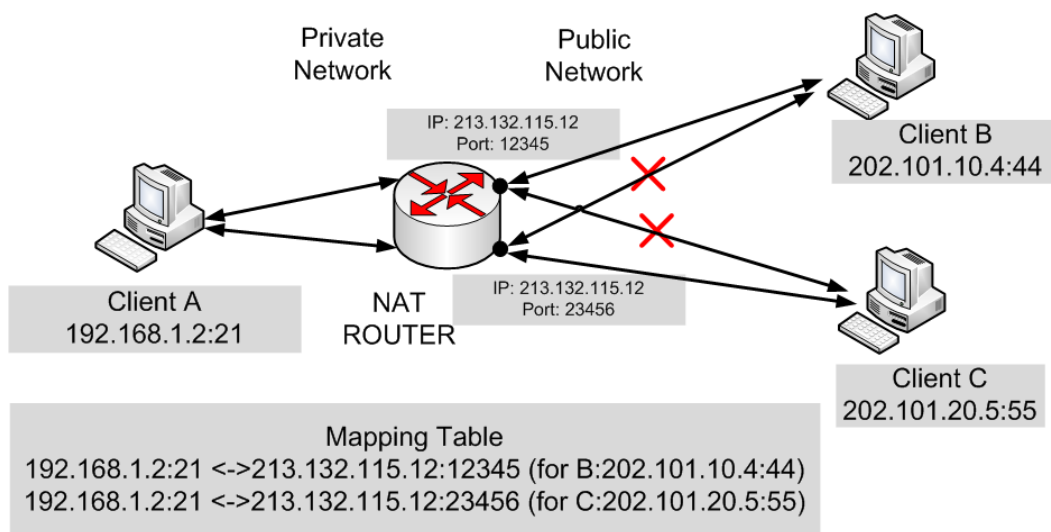 Private
Network
Public
Network
IP: 213.132.115.12
Port: 12345
Client B
202.101.10.4:44
Client A
192.168.1.2:21
NAT
ROUTER
IP: 213.132.115.12
Port: 23456
Client C
202.101.20.5:55
Mapping Table
192.168.1.2:21 <->213.132.115.12:12345 (for B:202.101.10.4:44)
192.168.1.2:21 <->213.132.115.12:23456 (for C:202.101.20.5:55)